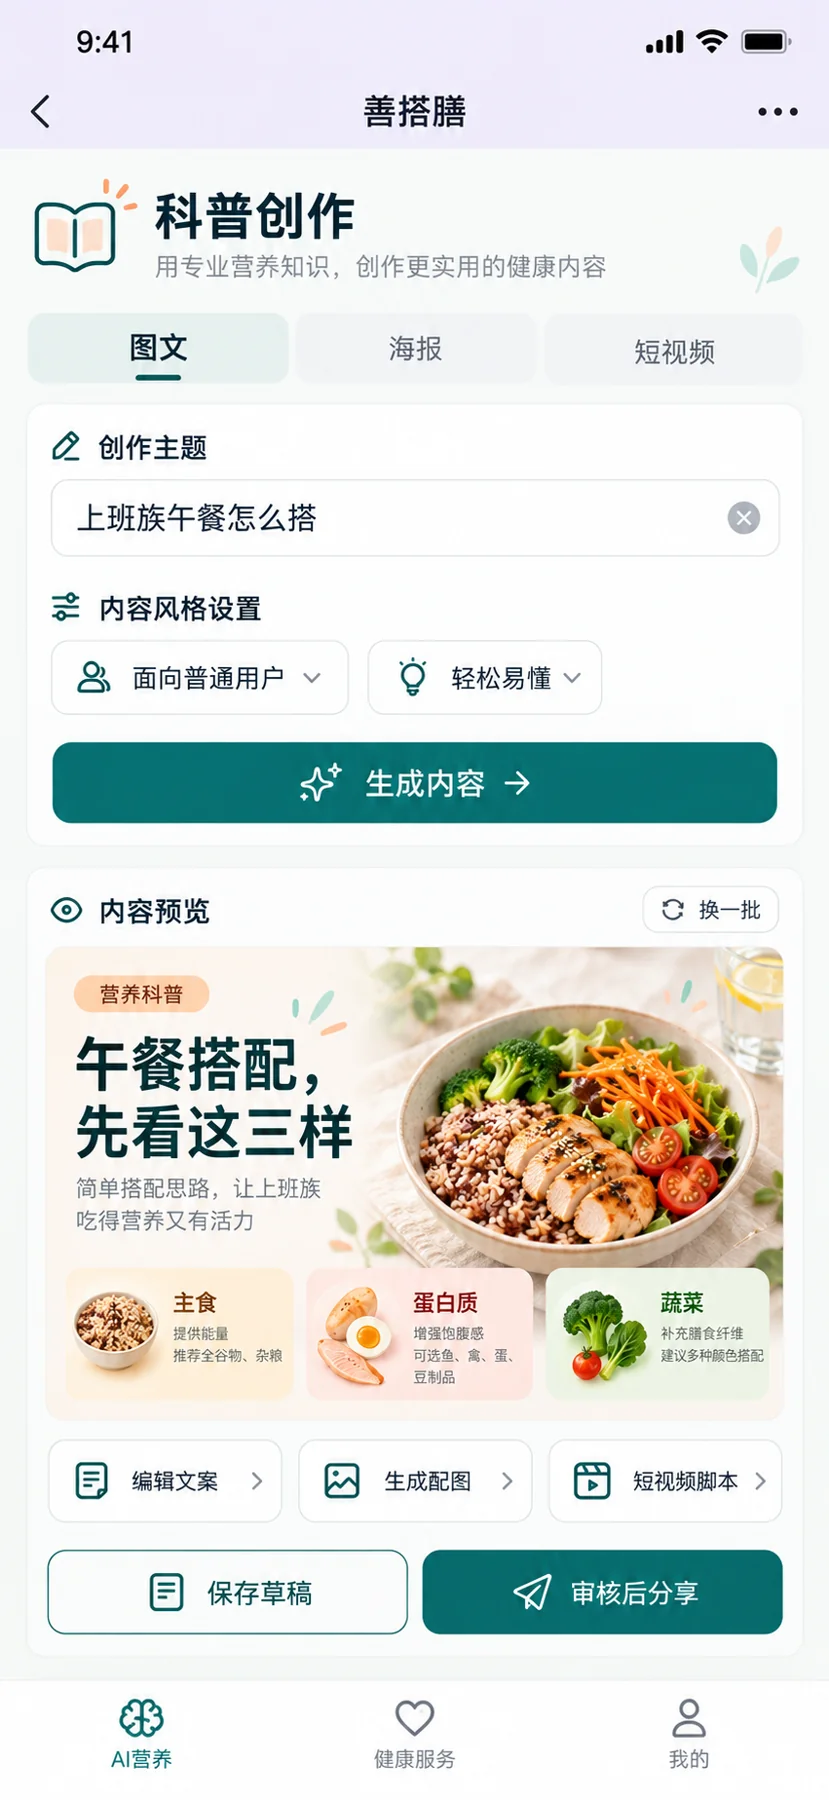 9:41
善搭膳
科普创作
用专业营养知识，创作更实用的健康内容
图文
海报
短视频
创作主题
上班族午餐怎么搭
内容风格设置
面向普通用户
轻松易懂
生成内容
内容预览
换一批
营养科普
午餐搭配，
先看这三样
简单搭配思路，让上班族
吃得营养又有活力
主食
提供能量
推荐全谷物、杂粮
蛋白质
增强饱腹感
可选鱼、禽、蛋、
豆制品
蔬菜
补充膳食纤维
建议多种颜色搭配
编辑文案
生成配图
短视频脚本
保存草稿
审核后分享
AI营养
健康服务
我的